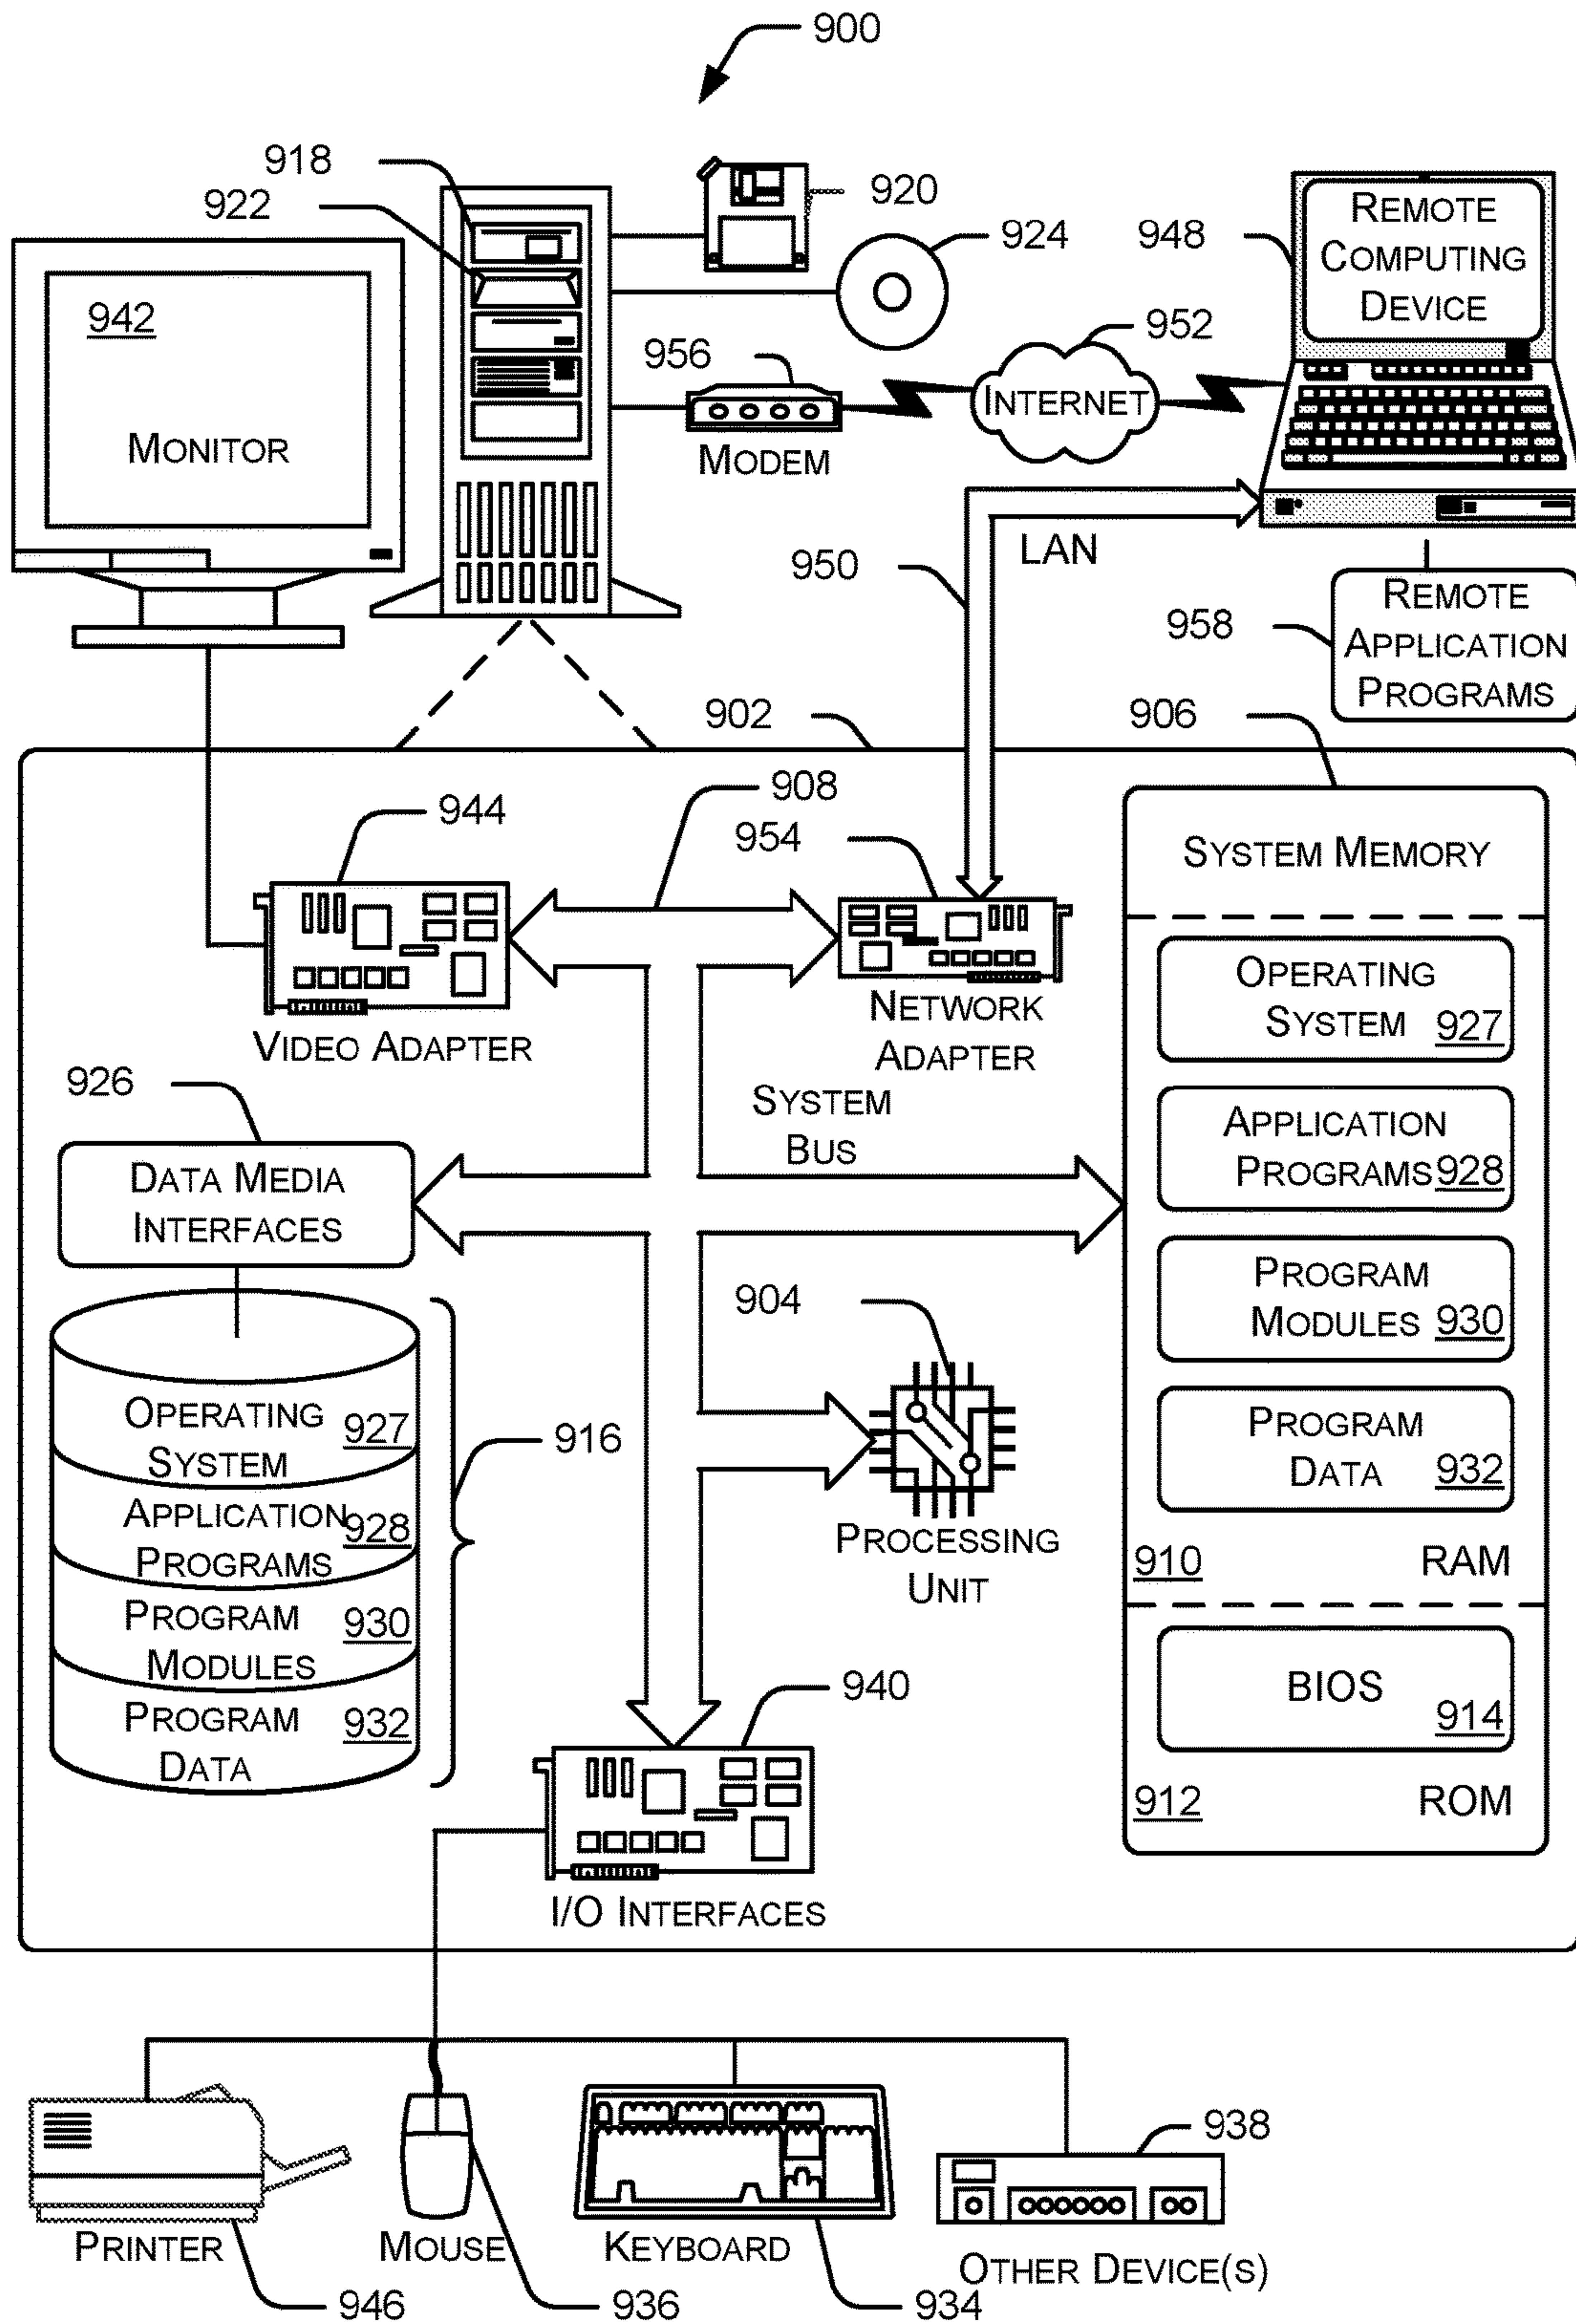 900
918
922
920
924
948
REMOTE
COMPUTING
DEVICE
942
MONITOR
956
MODEM
952
INTERNET
950
LAN
958
REMOTE
APPLICATION
PROGRAMS
902
906
908
944
954
VIDEO ADAPTER
NETWORK
ADAPTER
SYSTEM
BUS
SYSTEM MEMORY
OPERATING
SYSTEM 927
APPLICATION
PROGRAMS 928
PROGRAM
MODULES 930
PROGRAM
DATA 932
910 RAM
BIOS
914
912 ROM
926
DATA MEDIA
INTERFACES
904
PROCESSING
UNIT
OPERATING
SYSTEM 927
APPLICATION
PROGRAMS 928
PROGRAM
MODULES 930
PROGRAM
DATA 932
916
940
I/O INTERFACES
PRINTER
946
MOUSE
936
KEYBOARD
934
938
OTHER DEVICE(S)